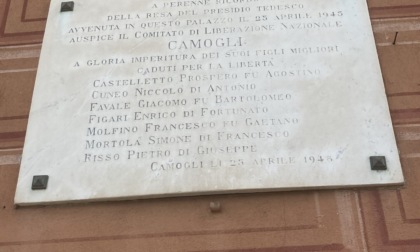 A PERENNE RICORDO
DELLA RESA DEL PRESIDIO TEDESCO
AVVENUTA IN QUESTO PALAZZO IL 25 APRILE 1945
AUSPICE IL COMITATO DI LIBERAZIONE NAZIONALE
CAMOGLI
A GLORIA IMPERITURA DEI SUOI FIGLI MIGLIORI
CADUTI PER LA LIBERTA'
CASTELLETTO PROSPERO FU AGOSTINO
CUNEO NICCOLÒ DI ANTONIO
FAVALE GIACOMO FU BARTOLOMEO
FIGARI ENRICO DI FORTUNATO
MOLFINO FRANCESCO FU GAETANO
MORTOLA SIMONE DI FRANCESCO
RISSO PIETRO DI GIUSEPPE
CAMOGLI LI 25 APRILE